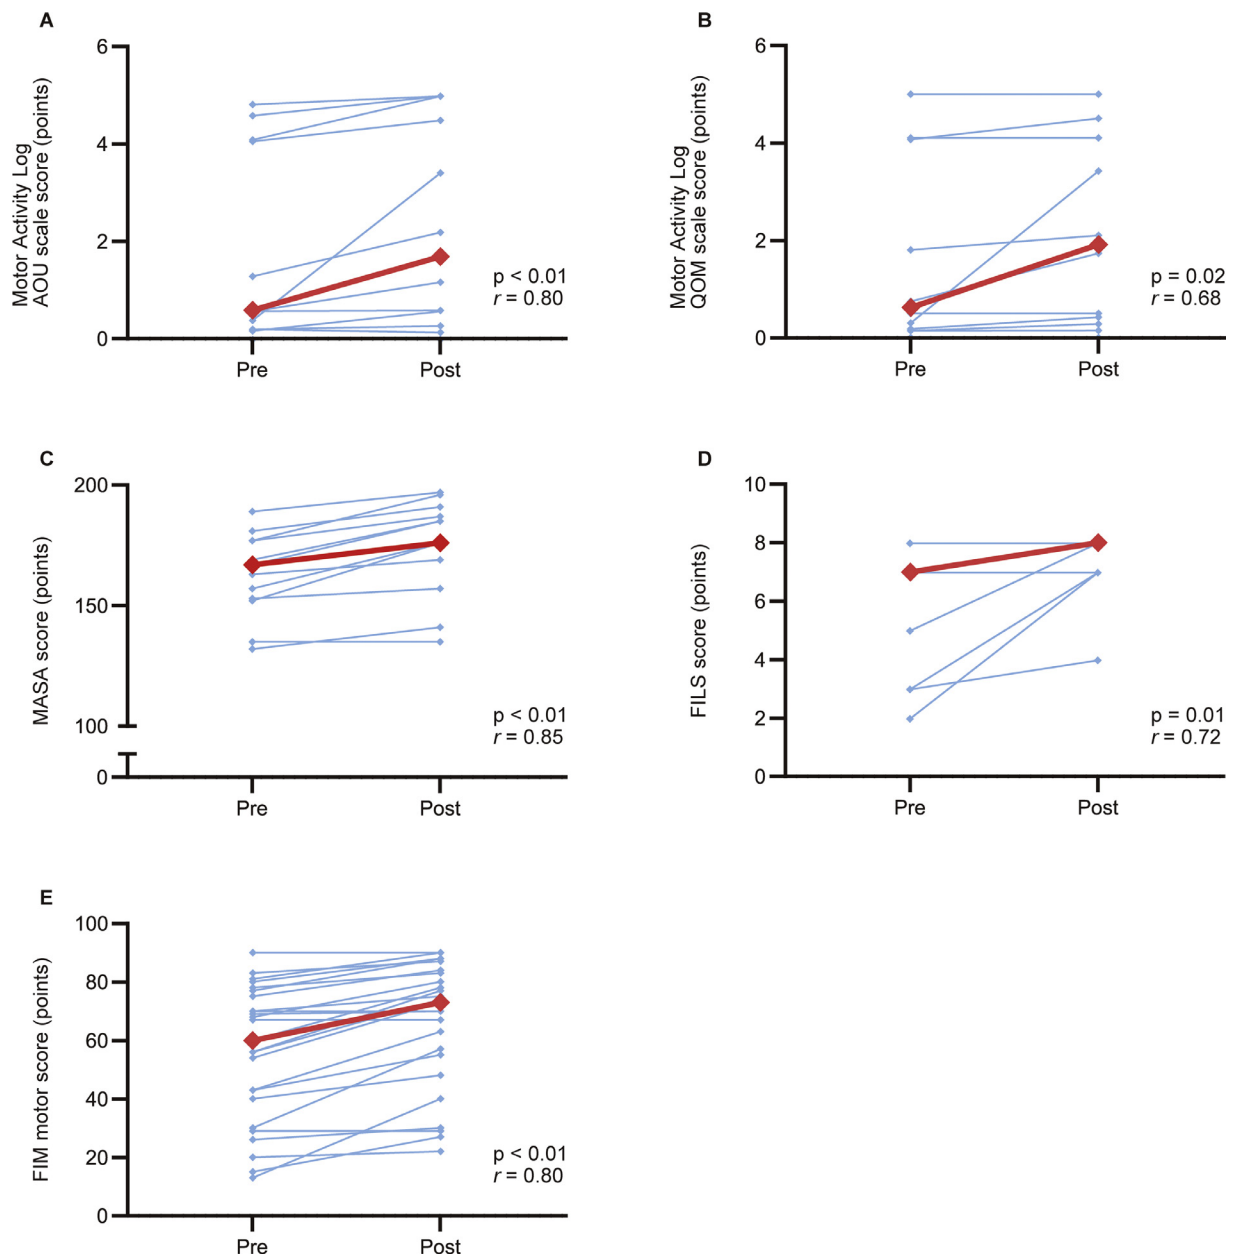 A
Motor Activity Log
AOU scale score (points)
6
4
2
0
Pre
Post
p < 0.01
r = 0.80
B
Motor Activity Log
QOM scale score (points)
6
4
2
0
Pre
Post
p = 0.02
r = 0.68
C
MASA score (points)
200
150
100
0
Pre
Post
p < 0.01
r = 0.85
D
FILS score (points)
10
8
6
4
2
0
Pre
Post
p = 0.01
r = 0.72
E
FIM motor score (points)
100
80
60
40
20
0
Pre
Post
p < 0.01
r = 0.80